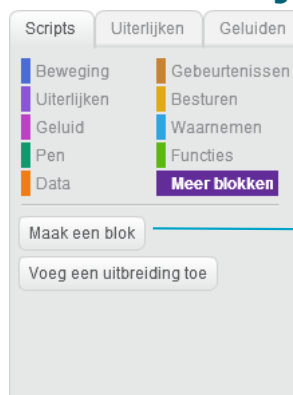 Scripts Uiterlijken Geluiden
Beweging Gebeurtenissen
Uiterlijken Besturen
Geluid Waarnemen
Pen Functies
Data Meer blokken
Maak een blok
Voeg een uitbreiding toe